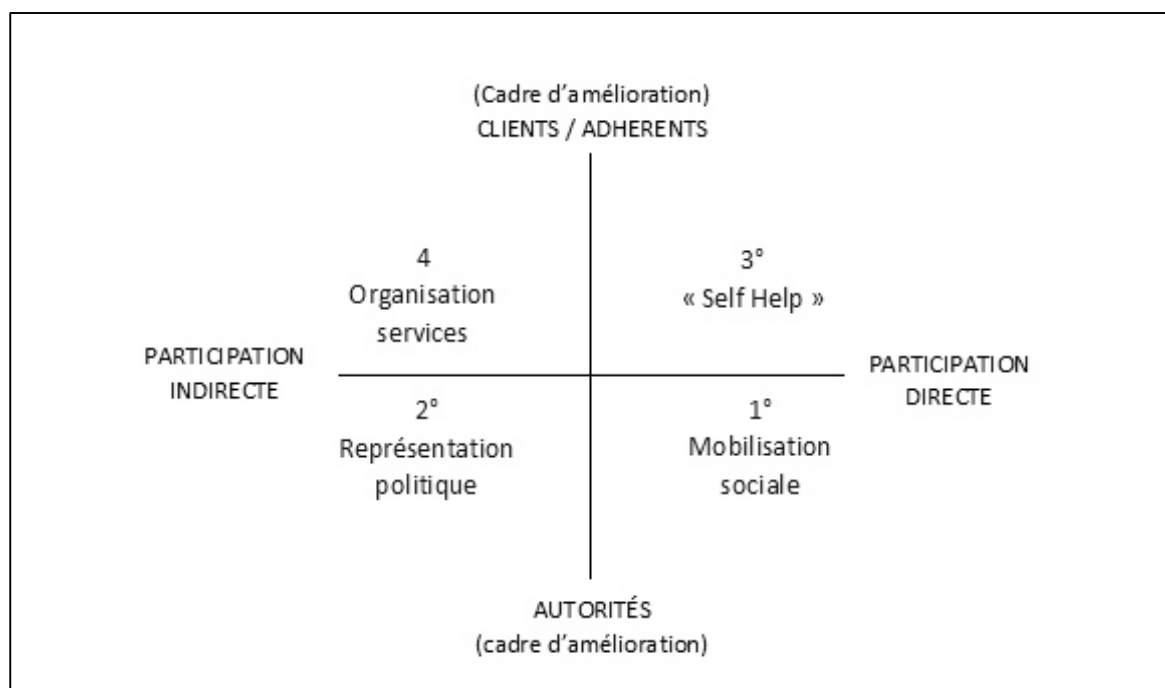 (Cadre d'amélioration)
CLIENTS / ADHERENTS
4
Organisation
services
3°
« Self Help »
PARTICIPATION
INDIRECTE
PARTICIPATION
DIRECTE
2°
Représentation
politique
1°
Mobilisation
sociale
AUTORITÉS
(cadre d'amélioration)